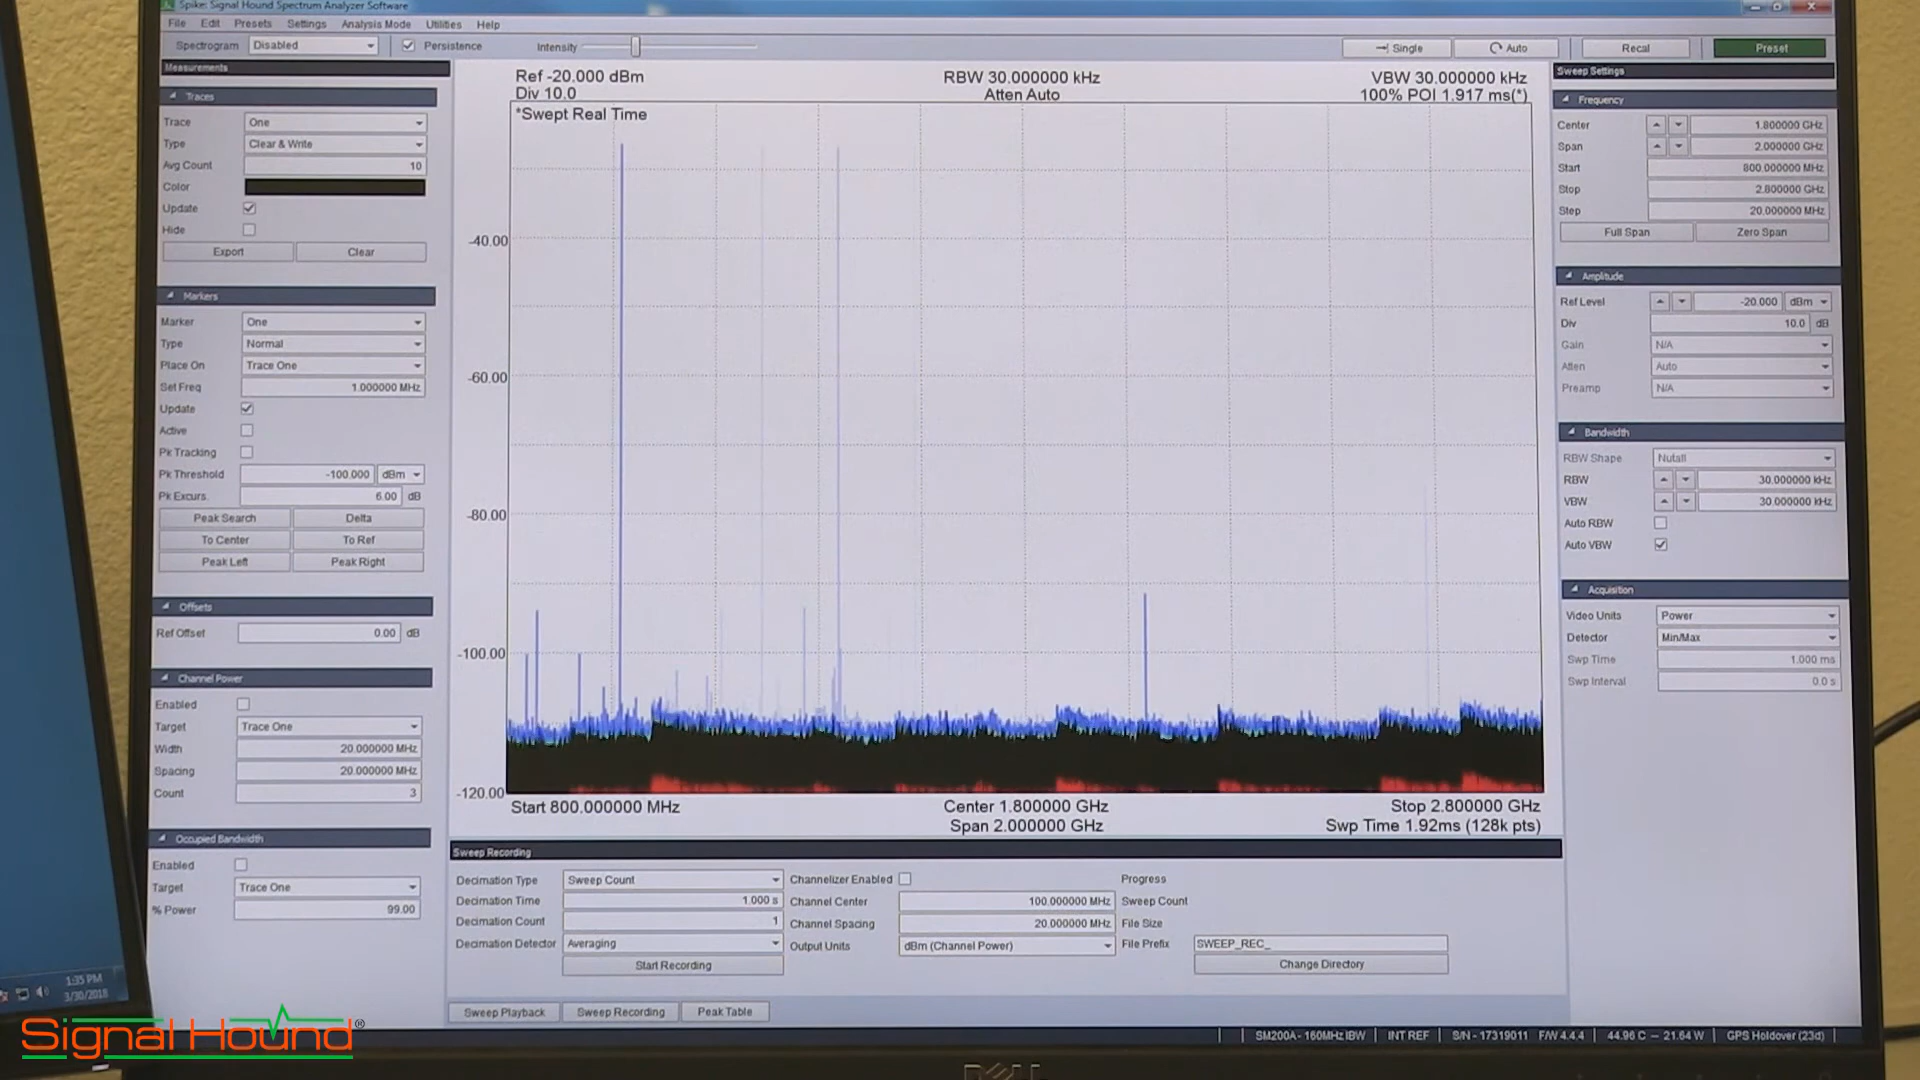 Spike: Signal Hound Spectrum Analyzer Software
File Edit Presets Settings Analysis Mode Utilities Help
Spectrogram Disabled Persistence Intensity Single Auto Recal Preset
Measurements
Traces
Trace One
Type Clear & Write
Avg Count 10
Color
Update
Hide
Export Clear
Markers
Marker One
Type Normal
Place On Trace One
Set Freq 1.000000 MHz
Update
Active
Pk Tracking
Pk Threshold -100.000 dBm
Pk Excurs. 6.00 dB
Peak Search Delta
To Center To Ref
Peak Left Peak Right
Offsets
Ref Offset 0.00 dB
Channel Power
Enabled
Target Trace One
Width 20.000000 MHz
Spacing 20.000000 MHz
Count 3
Occupied Bandwidth
Enabled
Target Trace One
% Power 99.00
Ref -20.000 dBm RBW 30.000000 kHz VBW 30.000000 kHz
Div 10.0 Atten Auto 100% POI 1.917 ms(*)
*Swept Real Time
-40.00
-60.00
-80.00
-100.00
-120.00
Start 800.000000 MHz Center 1.800000 GHz Stop 2.800000 GHz
Span 2.000000 GHz Swp Time 1.92ms (128k pts)
Sweep Recording
Decimation Type Sweep Count Channelizer Enabled Progress
Decimation Time 1.000 s Channel Center 100.000000 MHz Sweep Count
Decimation Count 1 Channel Spacing 20.000000 MHz File Size
Decimation Detector Averaging Output Units dBm (Channel Power) File Prefix SWEEP_REC_
Start Recording Change Directory
Sweep Playback Sweep Recording Peak Table
Sweep Settings
Frequency
Center 1.800000 GHz
Span 2.000000 GHz
Start 800.000000 MHz
Stop 2.800000 GHz
Step 20.000000 MHz
Full Span Zero Span
Amplitude
Ref Level -20.000 dBm
Div 10.0 dB
Gain N/A
Atten Auto
Preamp N/A
Bandwidth
RBW Shape Nutall
RBW 30.000000 kHz
VBW 30.000000 kHz
Auto RBW
Auto VBW
Acquisition
Video Units Power
Detector Min/Max
Swp Time 1.000 ms
Swp Interval 0.0 s
SM200A - 160MHz IBW INT REF S/N - 17319011 F/W 4.4.4 44.96 C — 21.64 W GPS Holdover (23d)
1:35 PM
3/30/2018
Signal Hound®
DELL